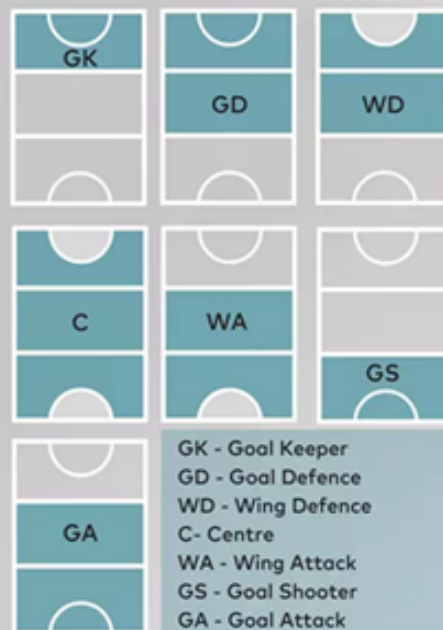 GK
GD
WD
C
WA
GS
GA
GK - Goal Keeper
GD - Goal Defence
WD - Wing Defence
C- Centre
WA - Wing Attack
GS - Goal Shooter
GA - Goal Attack